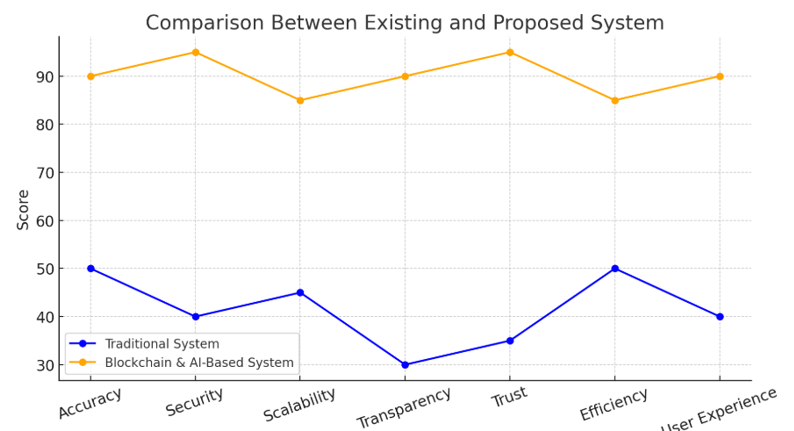 Comparison Between Existing and Proposed System
Score
90
80
70
60
50
40
30
Traditional System
Blockchain & AI-Based System
Accuracy
Security
Scalability
Transparency
Trust
Efficiency
User Experience